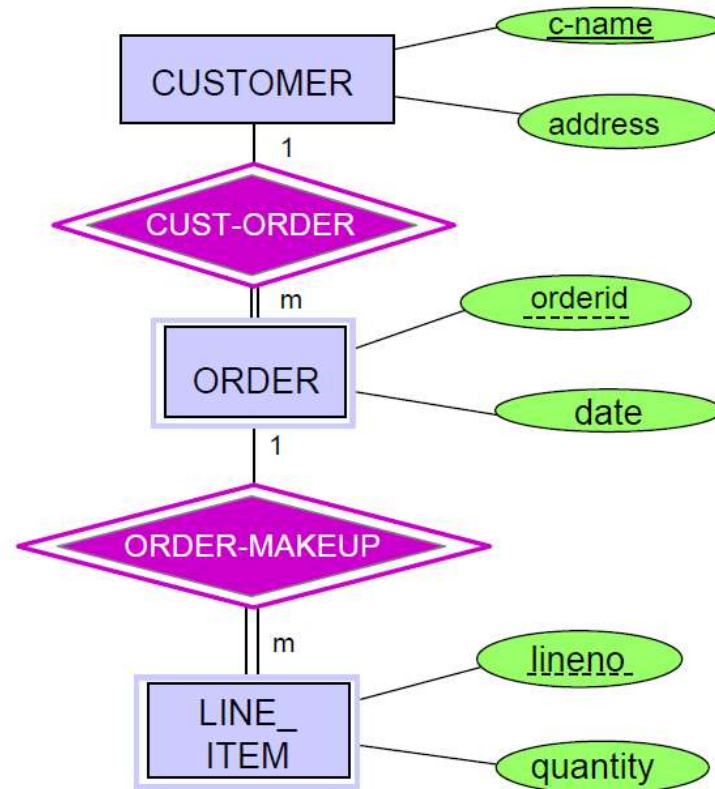 c-name
CUSTOMER
address
1
CUST-ORDER
m
orderid
ORDER
date
1
ORDER-MAKEUP
m
lineno
LINE_
ITEM
quantity